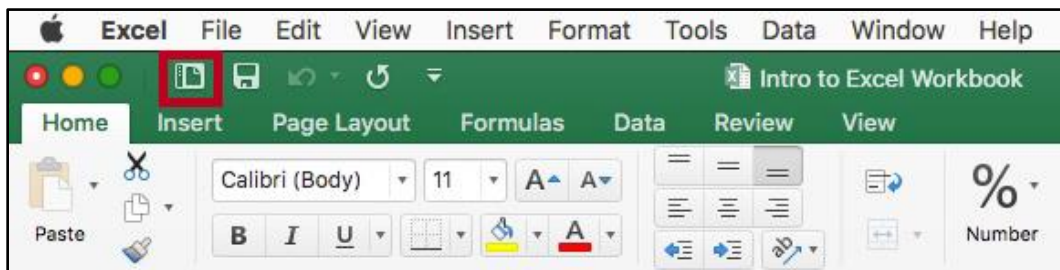 Excel File Edit View Insert Format Tools Data Window Help
Intro to Excel Workbook
Home Insert Page Layout Formulas Data Review View
Calibri (Body) 11 A A % 
Paste B I U A ab Number